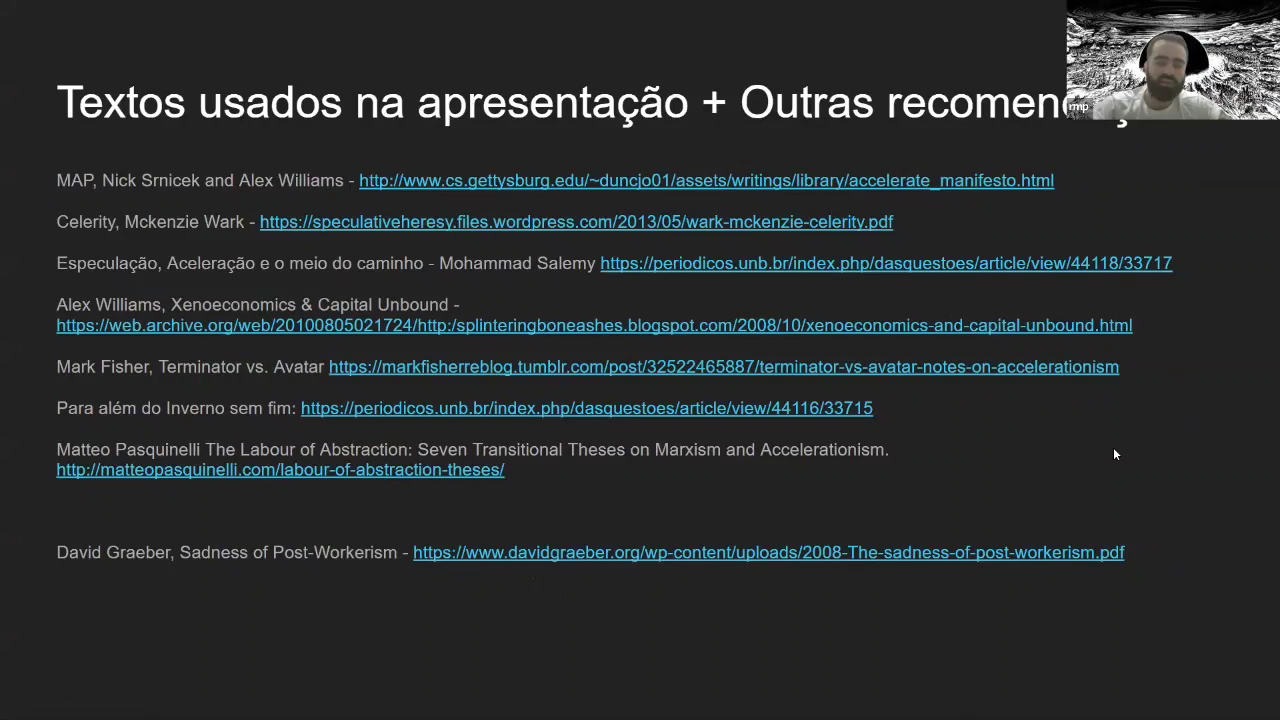 Textos usados na apresentação + Outras
rmp
MAP, Nick Srnicek and Alex Williams - http://www.cs.gettysburg.edu/~duncjo01/assets/writings/library/accelerate_manifesto.html
Celerity, Mckenzie Wark - https://speculativeheresy.files.wordpress.com/2013/05/wark-mckenzie-celerity.pdf
Especulação, Aceleração e o meio do caminho - Mohammad Salemy https://periodicos.unb.br/index.php/dasquestoes/article/view/44118/33717
Alex Williams, Xenoeconomics & Capital Unbound -
https://web.archive.org/web/20100805021724/http:/splinteringboneashes.blogspot.com/2008/10/xenoeconomics-and-capital-unbound.html
Mark Fisher, Terminator vs. Avatar https://markfisherreblog.tumblr.com/post/32522465887/terminator-vs-avatar-notes-on-accelerationism
Para além do Inverno sem fim: https://periodicos.unb.br/index.php/dasquestoes/article/view/44116/33715
Matteo Pasquinelli The Labour of Abstraction: Seven Transitional Theses on Marxism and Accelerationism.
http://matteopasquinelli.com/labour-of-abstraction-theses/
David Graeber, Sadness of Post-Workerism - https://www.davidgraeber.org/wp-content/uploads/2008-The-sadness-of-post-workerism.pdf